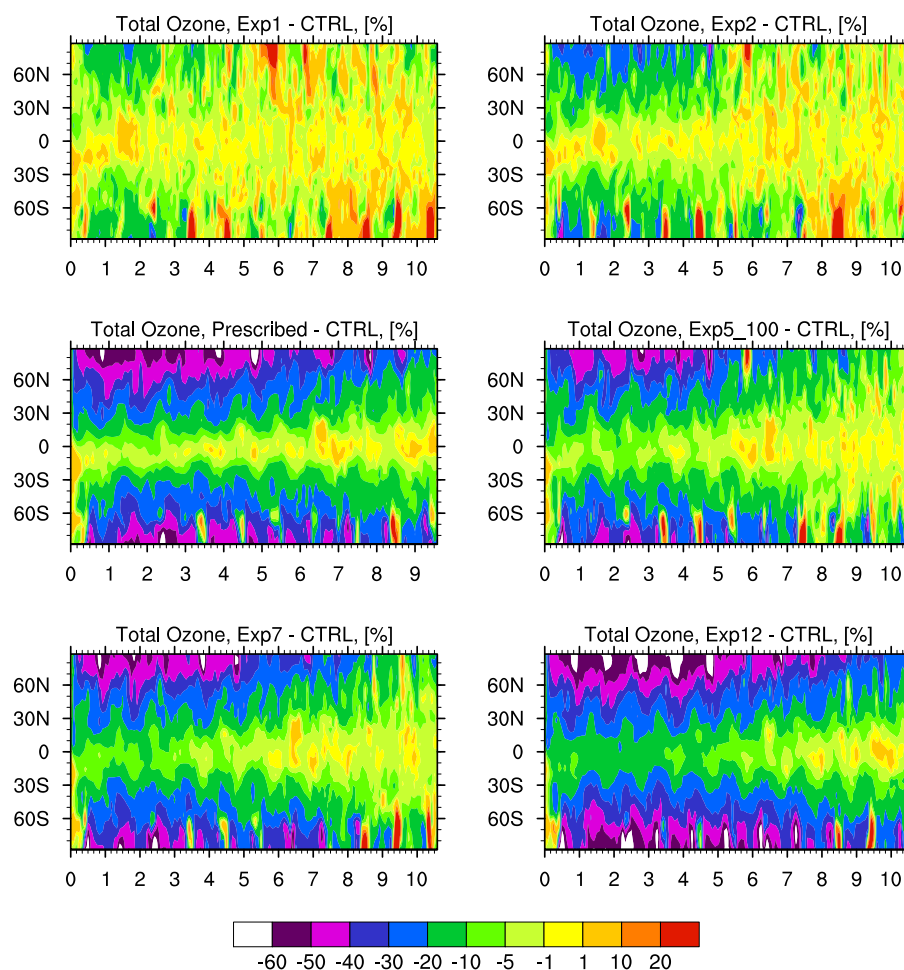 Total Ozone, Exp1 - CTRL, [%]
60N
30N
0
30S
60S
0 1 2 3 4 5 6 7 8 9 10
Total Ozone, Exp2 - CTRL, [%]
60N
30N
0
30S
60S
0 1 2 3 4 5 6 7 8 9 10
Total Ozone, Prescribed - CTRL, [%]
60N
30N
0
30S
60S
0 1 2 3 4 5 6 7 8 9
Total Ozone, Exp5_100 - CTRL, [%]
60N
30N
0
30S
60S
0 1 2 3 4 5 6 7 8 9 10
Total Ozone, Exp7 - CTRL, [%]
60N
30N
0
30S
60S
0 1 2 3 4 5 6 7 8 9 10
Total Ozone, Exp12 - CTRL, [%]
60N
30N
0
30S
60S
0 1 2 3 4 5 6 7 8 9 10
-60 -50 -40 -30 -20 -10 -5 -1 1 10 20